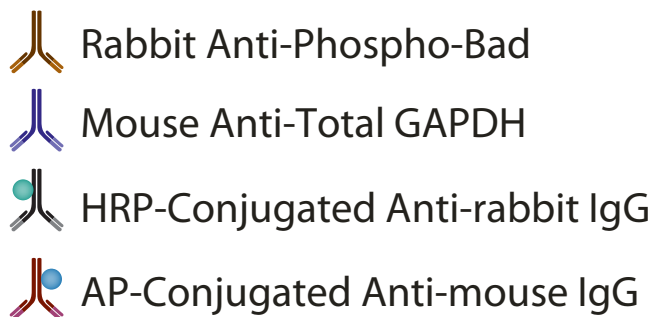 Rabbit Anti-Phospho-Bad
Mouse Anti-Total GAPDH
HRP-Conjugated Anti-rabbit IgG
AP-Conjugated Anti-mouse IgG